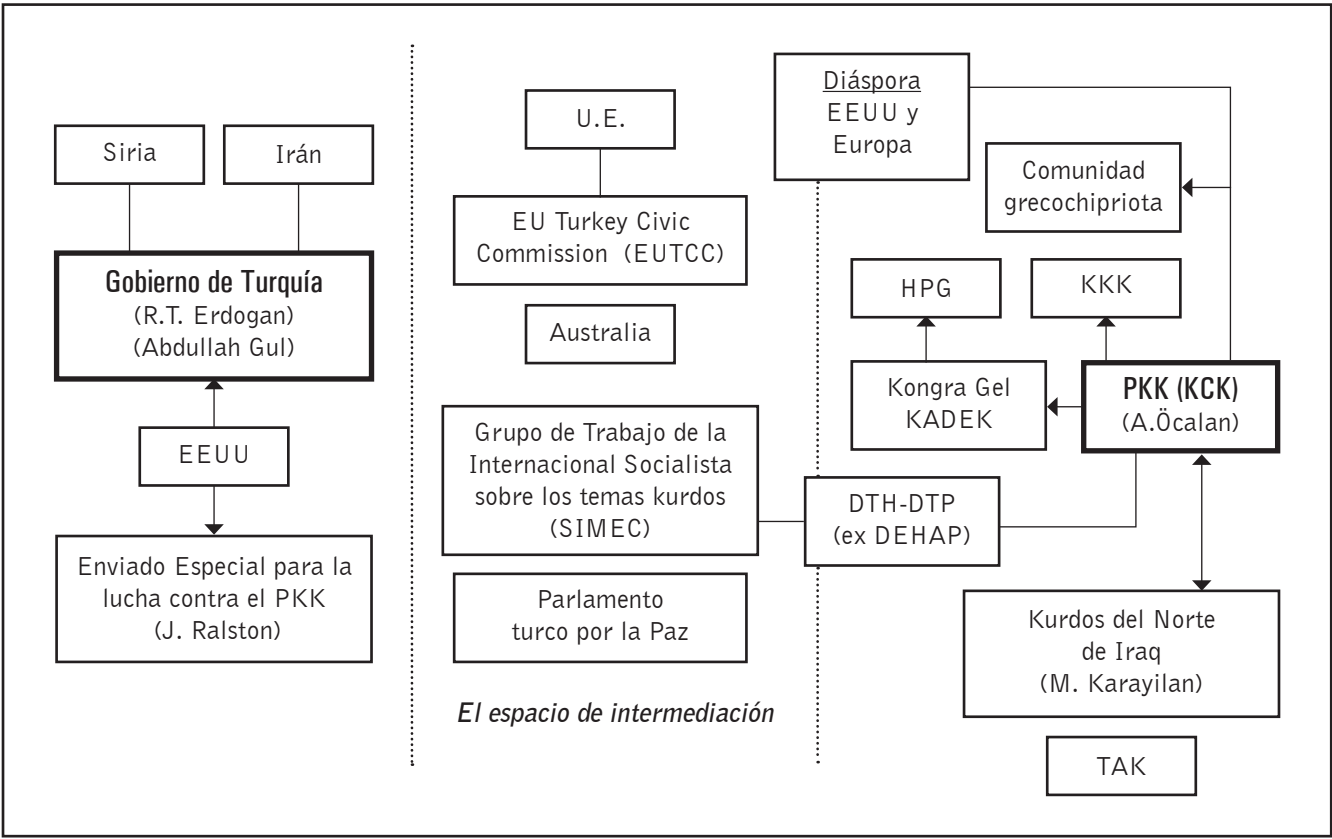 Siria
Irán
Gobierno de Turquía
(R.T. Erdogan)
(Abdullah Gul)
EEUU
Enviado Especial para la
lucha contra el PKK
(J. Ralston)
U.E.
EU Turkey Civic
Commission (EUTCC)
Australia
Grupo de Trabajo de la
Internacional Socialista
sobre los temas kurdos
(SIMEC)
Parlamento
turco por la Paz
El espacio de intermediación
Diáspora
EEUU y
Europa
Comunidad
grecochipriota
HPG
KKK
Kongra Gel
KADEK
PKK (KCK)
(A.Öcalan)
DTH-DTP
(ex DEHAP)
Kurdos del Norte
de Iraq
(M. Karayilan)
TAK